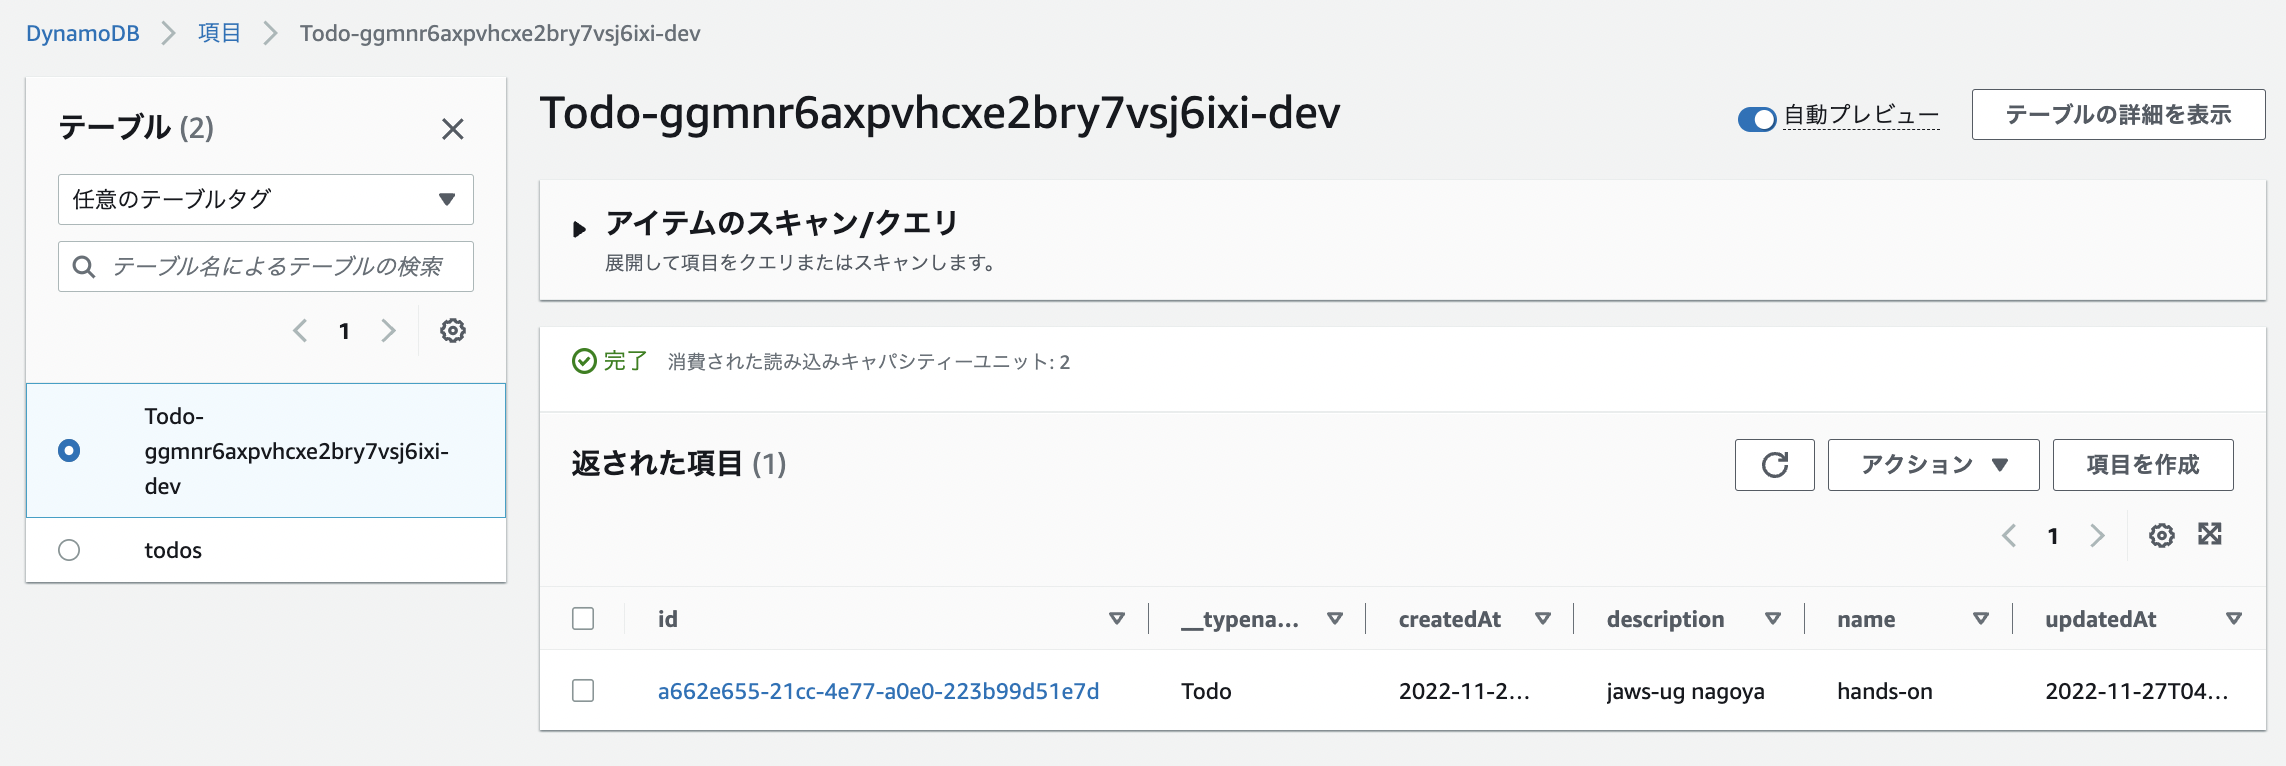 DynamoDB 項目 Todo-ggmnr6axpvhcxe2bry7vsj6ixi-dev
テーブル (2)
任意のテーブルタグ
テーブル名によるテーブルの検索
1
Todo-
ggmnr6axpvhcxe2bry7vsj6ixi-
dev
todos
Todo-ggmnr6axpvhcxe2bry7vsj6ixi-dev
自動プレビュー
テーブルの詳細を表示
アイテムのスキャン/クエリ
展開して項目をクエリまたはスキャンします。
完了 消費された読み込みキャパシティーユニット: 2
返された項目 (1)
アクション
項目を作成
1
id __typena... createdAt description name updatedAt
a662e655-21cc-4e77-a0e0-223b99d51e7d Todo 2022-11-2... jaws-ug nagoya hands-on 2022-11-27T04...